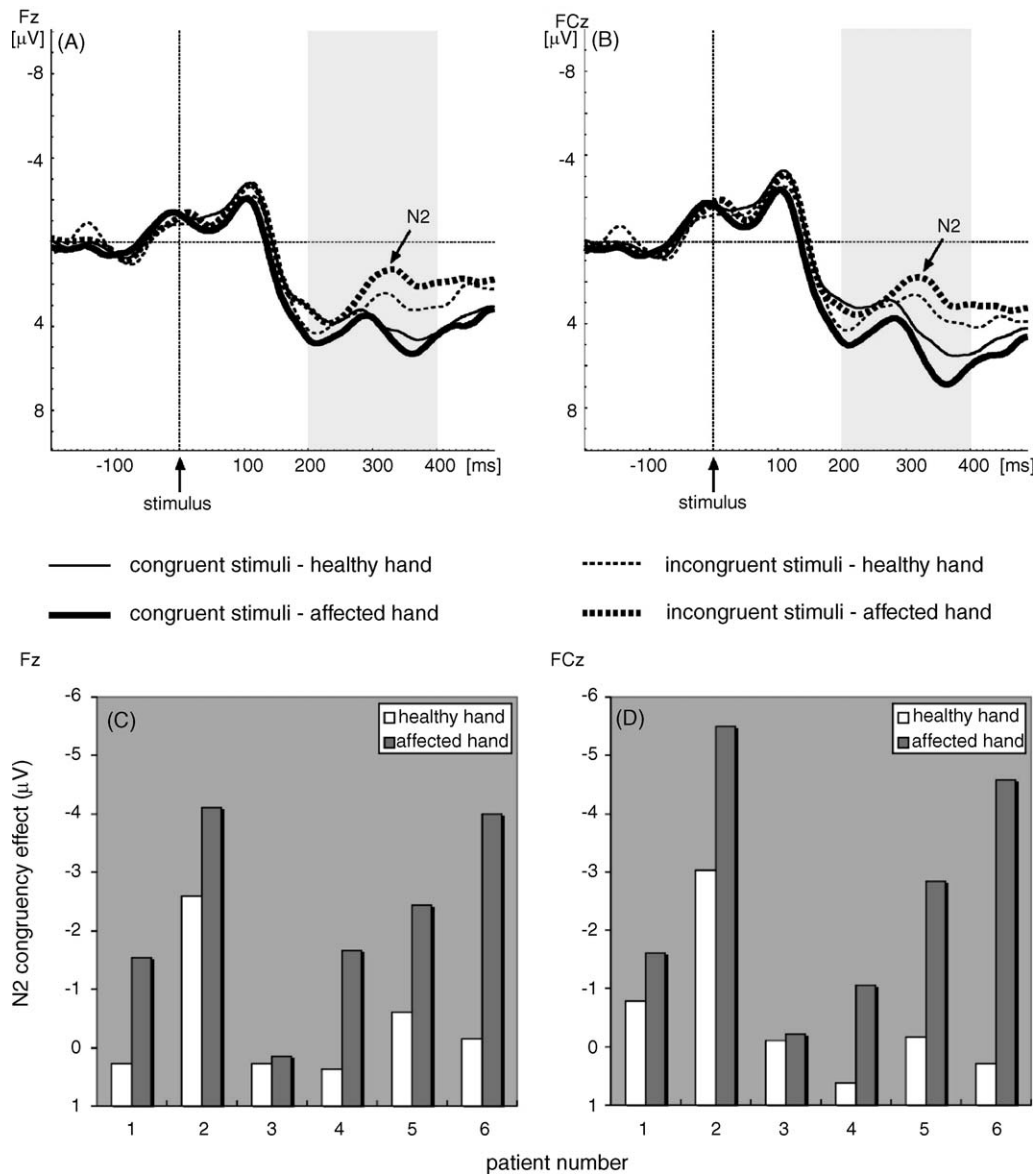 Fz
[μV]
(A)
-8
-4
N2
4
8
-100 0 100 200 300 400 [ms]
stimulus
FCz
[μV]
(B)
-8
-4
N2
4
8
-100 0 100 200 300 400 [ms]
stimulus
congruent stimuli - healthy hand
incongruent stimuli - healthy hand
congruent stimuli - affected hand
incongruent stimuli - affected hand
Fz
(C)
healthy hand
affected hand
N2 congruency effect (μV)
-6
-5
-4
-3
-2
-1
0
1
1 2 3 4 5 6
FCz
(D)
healthy hand
affected hand
-6
-5
-4
-3
-2
-1
0
1
1 2 3 4 5 6
patient number